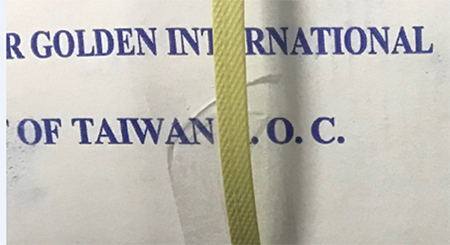 R GOLDEN INT RNATIONAL
OF TAIWAN . O. C.